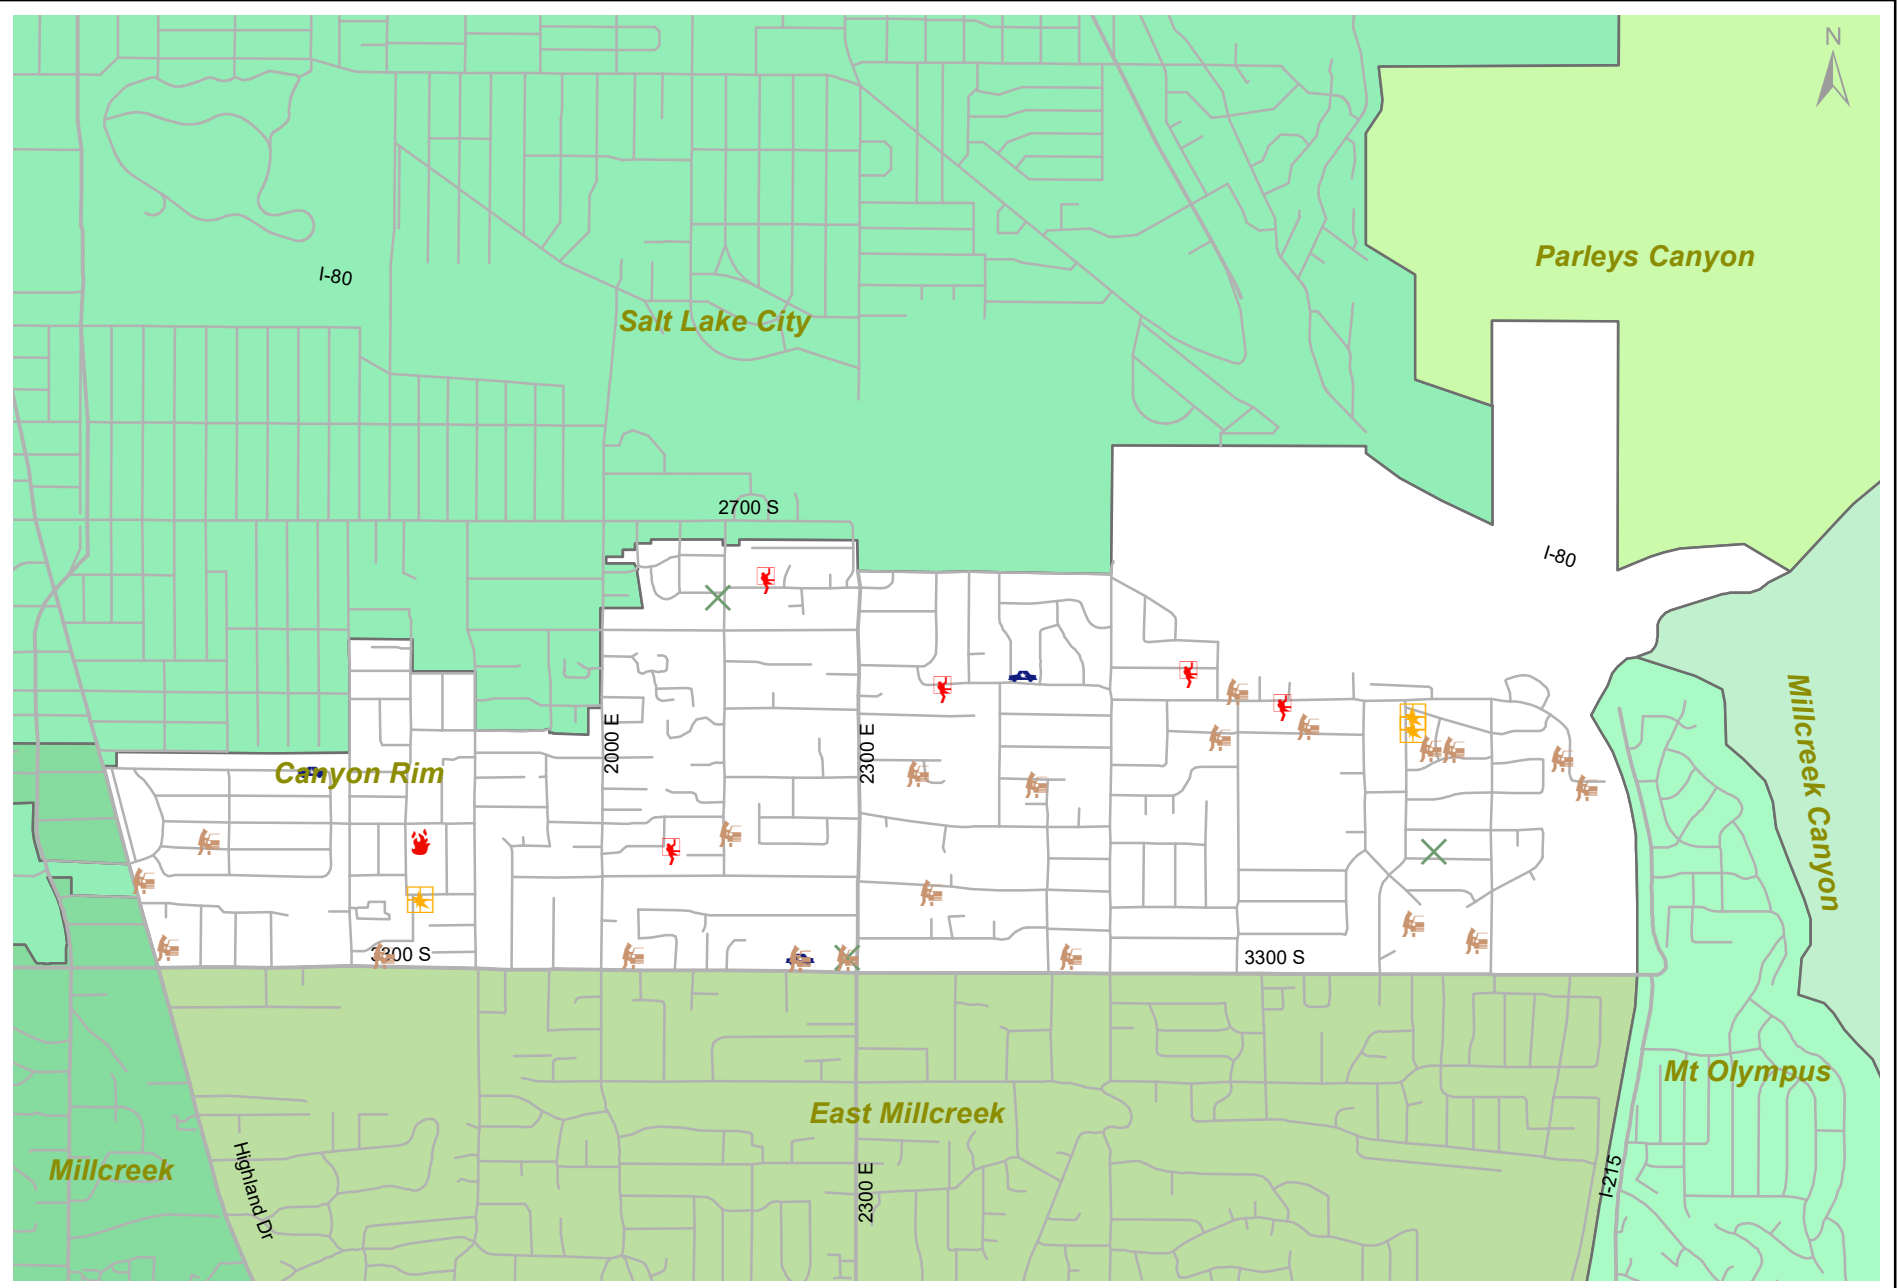 N
Parleys Canyon
I-80
Salt Lake City
2700 S
I-80
Millcreek Canyon
2000 E
2300 E
Canyon Rim
3300 S
3300 S
Mt Olympus
East Millcreek
Millcreek
Highland Dr
2300 E
I-215